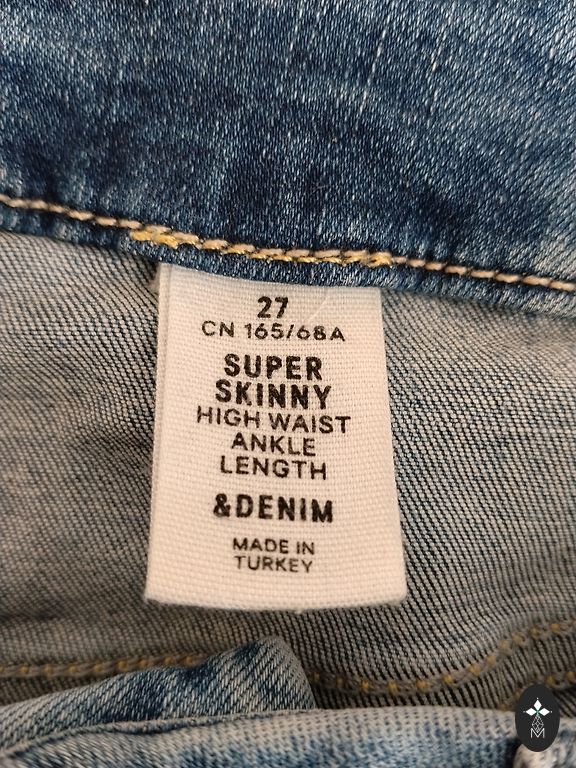 27
CN 165/68A
SUPER
SKINNY
HIGH WAIST
ANKLE
LENGTH
&DENIM
MADE IN
TURKEY
M